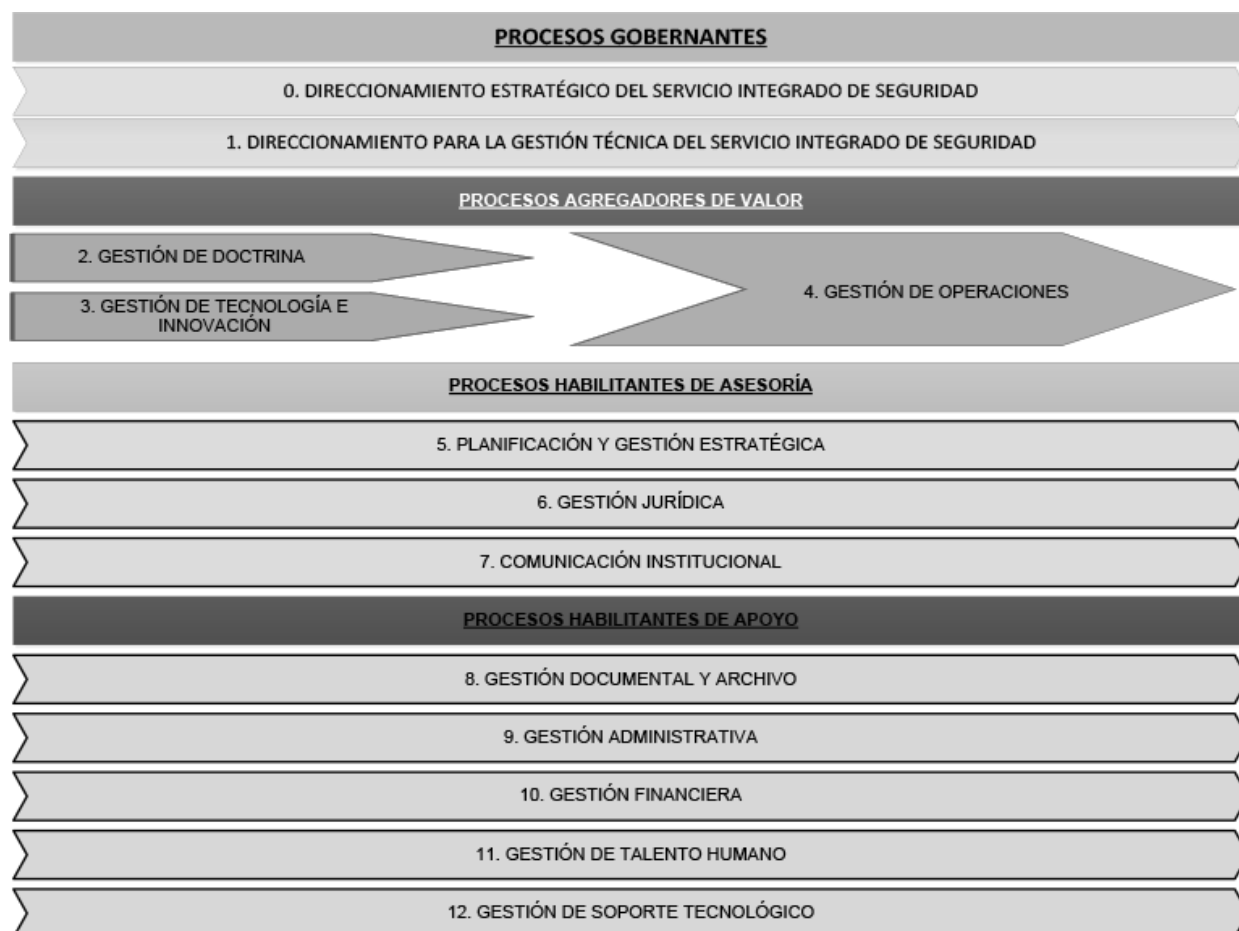 PROCESOS GOBERNANTES
0. DIRECCIONAMIENTO ESTRATÉGICO DEL SERVICIO INTEGRADO DE SEGURIDAD
1. DIRECCIONAMIENTO PARA LA GESTIÓN TÉCNICA DEL SERVICIO INTEGRADO DE SEGURIDAD
PROCESOS AGREGADORES DE VALOR
2. GESTIÓN DE DOCTRINA
3. GESTIÓN DE TECNOLOGÍA E
INNOVACIÓN
4. GESTIÓN DE OPERACIONES
PROCESOS HABILITANTES DE ASESORÍA
5. PLANIFICACIÓN Y GESTIÓN ESTRATÉGICA
6. GESTIÓN JURÍDICA
7. COMUNICACIÓN INSTITUCIONAL
PROCESOS HABILITANTES DE APOYO
8. GESTIÓN DOCUMENTAL Y ARCHIVO
9. GESTIÓN ADMINISTRATIVA
10. GESTIÓN FINANCIERA
11. GESTIÓN DE TALENTO HUMANO
12. GESTIÓN DE SOPORTE TECNOLÓGICO